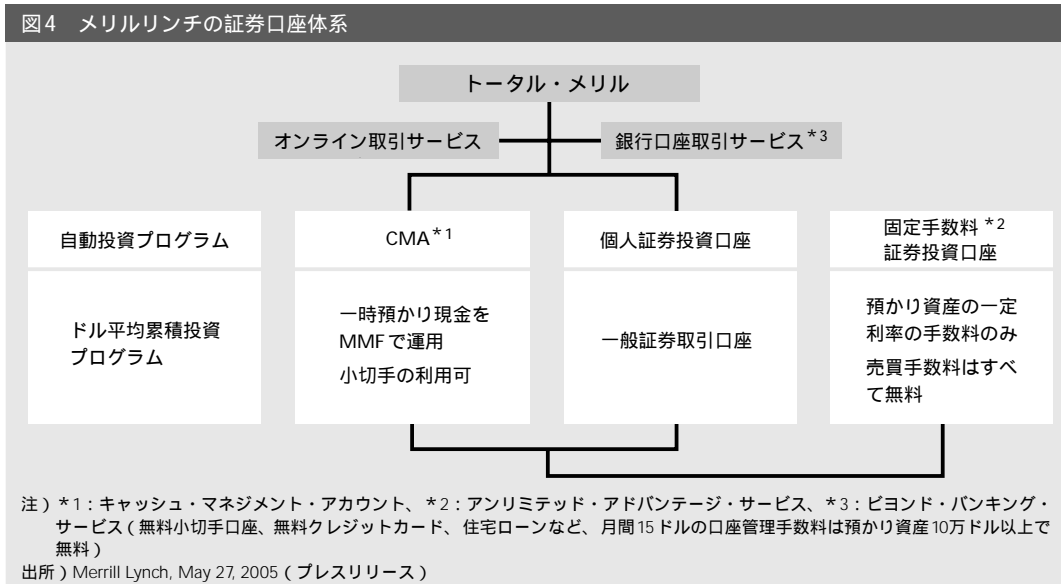 図4 メリルリンチの証券口座体系
トータル・メリル
オンライン取引サービス
銀行口座取引サービス*3
自動投資プログラム
CMA*1
個人証券投資口座
固定手数料*2
証券投資口座
ドル平均累積投資
プログラム
一時預かり現金を
MMFで運用
小切手の利用可
一般証券取引口座
預かり資産の一定
利率の手数料のみ
売買手数料はすべ
て無料
注)*1:キャッシュ・マネジメント・アカウント、*2:アンリミテッド・アドバンテージ・サービス、*3:ビヨンド・バンキング・
サービス(無料小切手口座、無料クレジットカード、住宅ローンなど、月間15ドルの口座管理手数料は預かり資産10万ドル以上で
無料)
出所)Merrill Lynch, May 27, 2005(プレスリリース)